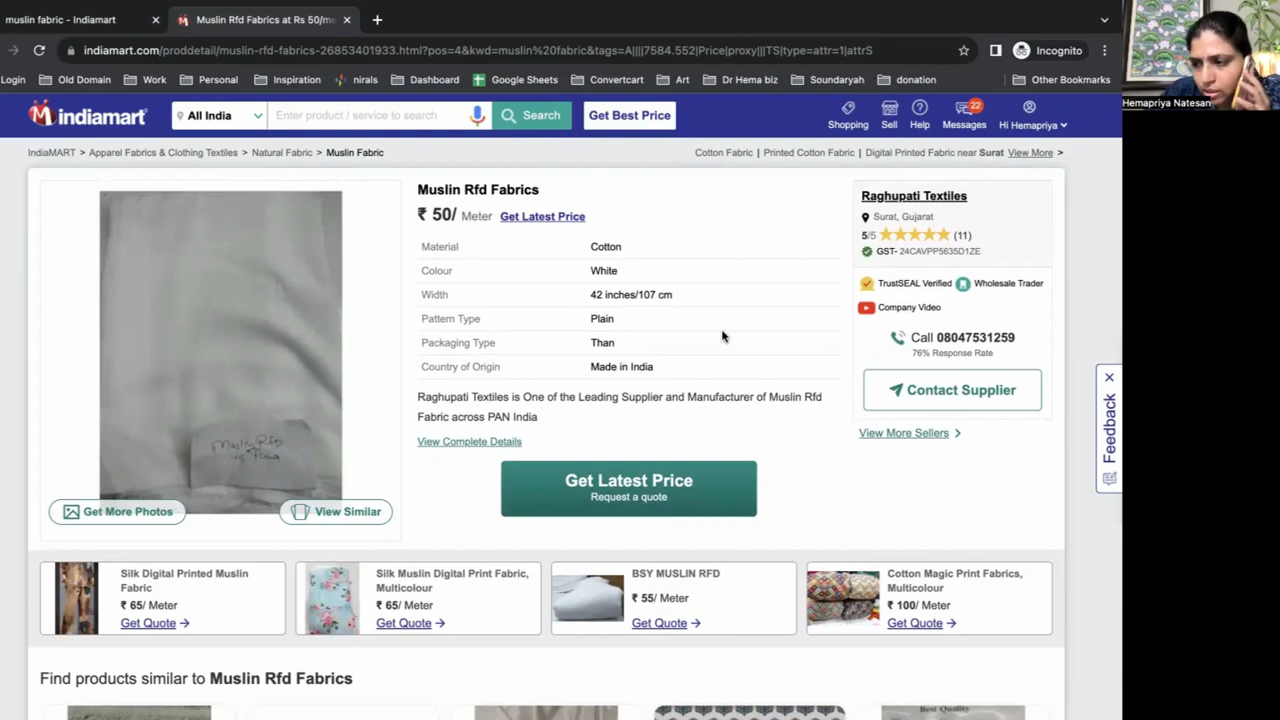 muslin fabric - Indiamart
Muslin Rfd Fabrics at Rs 50/me
indiamart.com/proddetail/muslin-rfd-fabrics-26853401933.html?pos=4&kwd=muslin%20fabric&tags=A||||7584.552|Price|proxy|||TS|type=attr=1|attrS
Incognito
Login Old Domain Work Personal Inspiration nirals Dashboard Google Sheets Convertcart Art Dr Hema biz Soundaryah donation Other Bookmarks
Hemapriya Natesan
indiamart All India Enter product / service to search Search Get Best Price
Shopping Sell Help Messages 22 Hi Hemapriya
IndiaMART > Apparel Fabrics & Clothing Textiles > Natural Fabric > Muslin Fabric
Cotton Fabric | Printed Cotton Fabric | Digital Printed Fabric near Surat View More >
Muslin Rfd Fabrics
₹ 50/ Meter Get Latest Price
Material Cotton
Colour White
Width 42 inches/107 cm
Pattern Type Plain
Packaging Type Than
Country of Origin Made in India
Raghupati Textiles is One of the Leading Supplier and Manufacturer of Muslin Rfd
Fabric across PAN India
View Complete Details
Get Latest Price
Request a quote
Muslin Rfd
Get More Photos
View Similar
Raghupati Textiles
Surat, Gujarat
5/5 (11)
GST- 24CAVPP5635D1ZE
TrustSEAL Verified Wholesale Trader
Company Video
Call 08047531259
76% Response Rate
Contact Supplier
View More Sellers >
Feedback
Silk Digital Printed Muslin
Fabric
₹ 65/ Meter
Get Quote →
Silk Muslin Digital Print Fabric,
Multicolour
₹ 65/ Meter
Get Quote →
BSY MUSLIN RFD
₹ 55/ Meter
Get Quote →
Cotton Magic Print Fabrics,
Multicolour
₹ 100/ Meter
Get Quote →
Find products similar to Muslin Rfd Fabrics
Best Quality